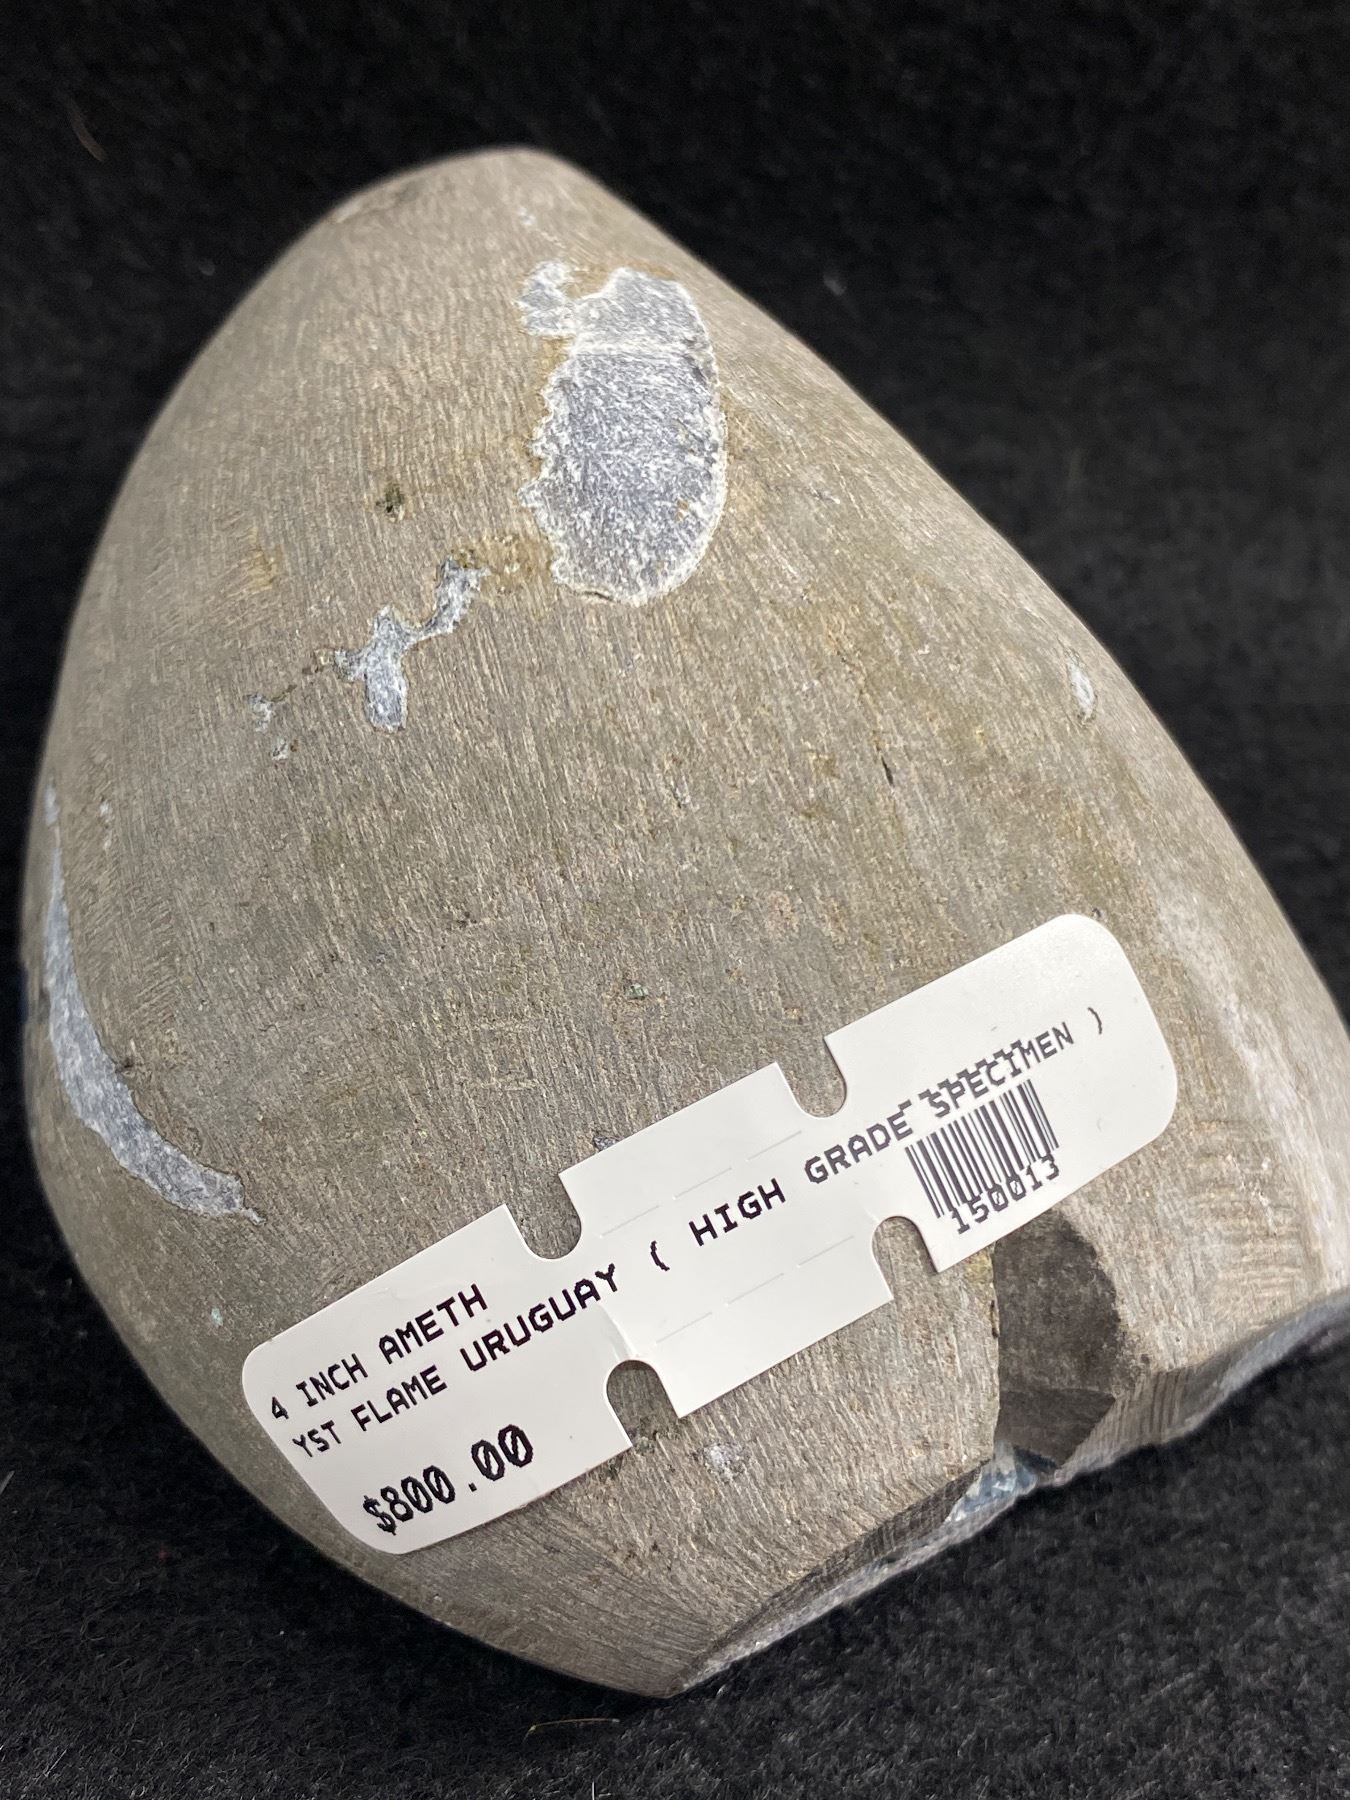 4 INCH AMETH
YST FLAME URUGUAY ( HIGH GRADE SPECIMEN )
$800.00
150013